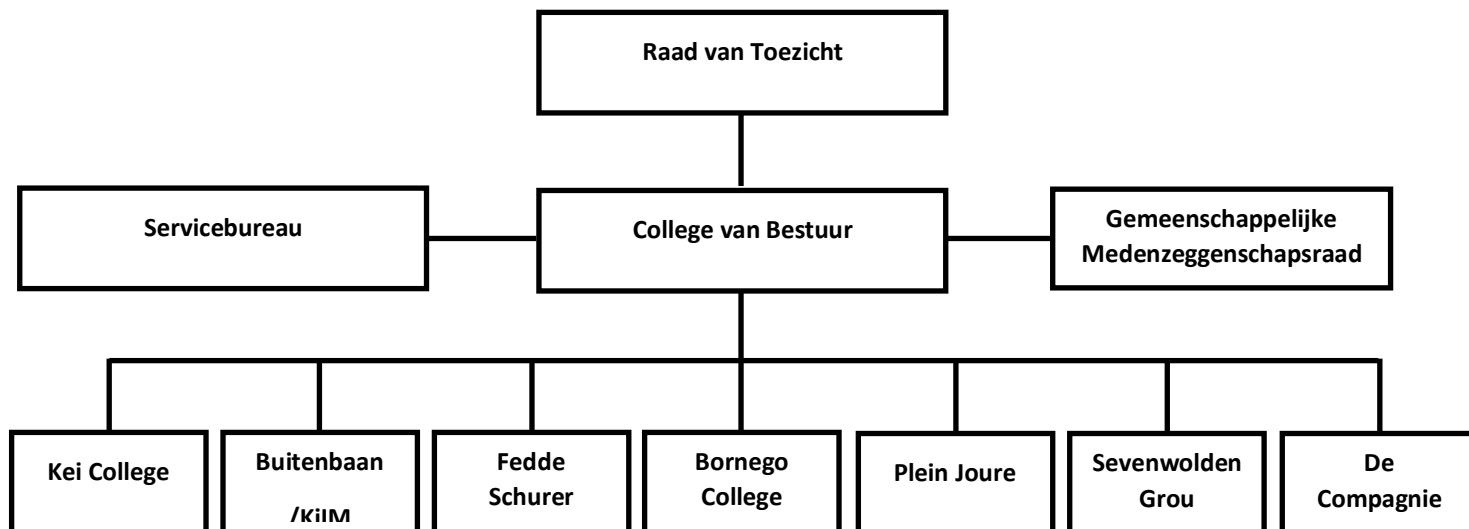 Raad van Toezicht
Servicebureau
College van Bestuur
Gemeenschappelijke
Medenzeggenschapsraad
Kei College
Buitenbaan
Fedde
Schurer
Bornego
College
Plein Joure
Sevenwolden
Grou
De
Compagnie